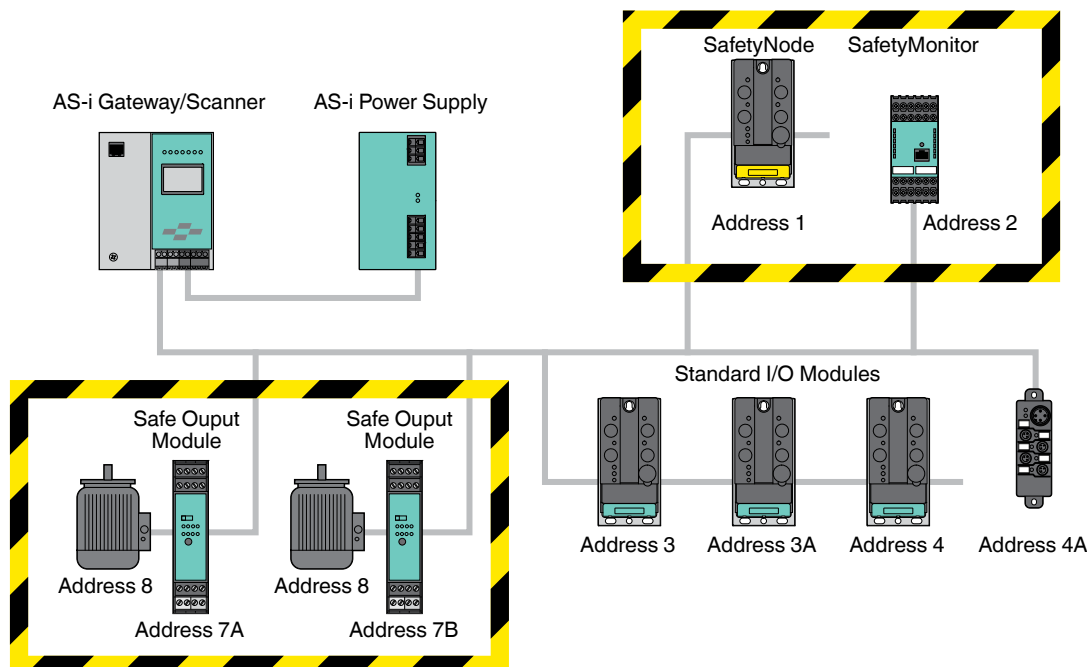 SafetyNode
SafetyMonitor
AS-i Gateway/Scanner
AS-i Power Supply
Address 1
Address 2
Standard I/O Modules
Safe Ouput
Module
Safe Ouput
Module
Address 3
Address 3A
Address 4
Address 4A
Address 8
Address 8
Address 7A
Address 7B